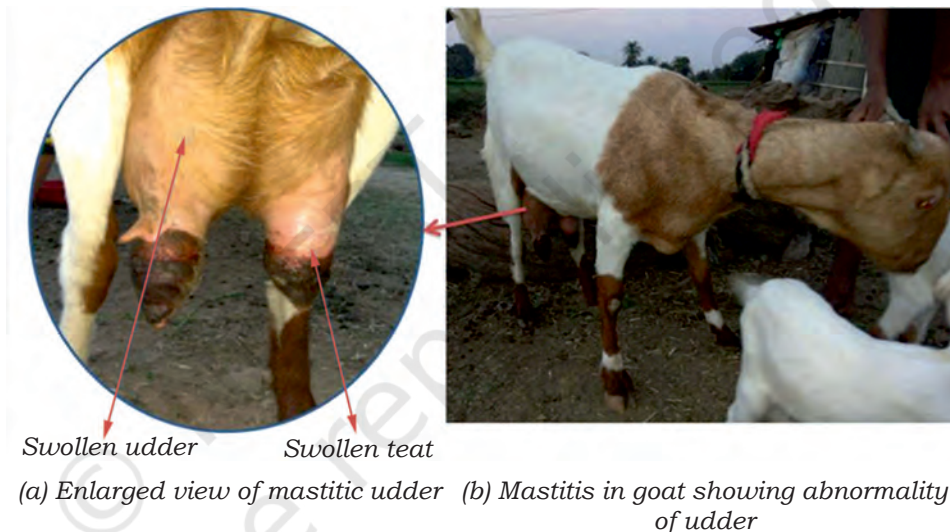 Swollen udder
Swollen teat
(a) Enlarged view of mastitic udder
(b) Mastitis in goat showing abnormality
of udder